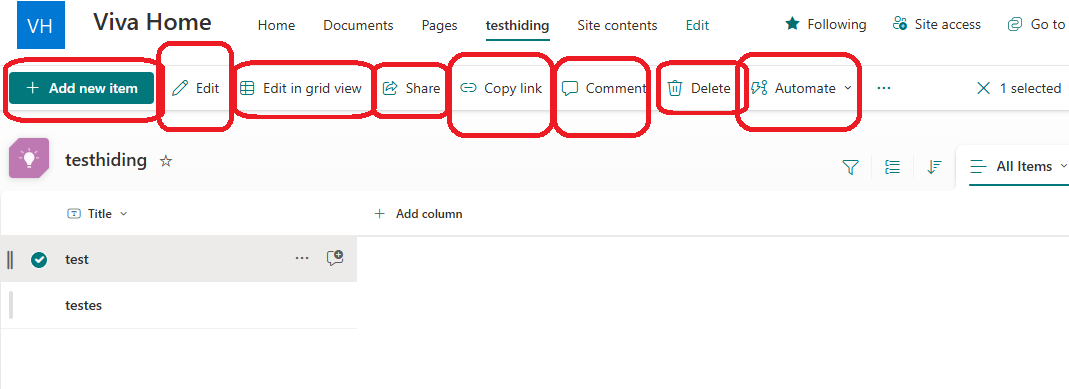 VH Viva Home Home Documents Pages testhiding Site contents Edit Following Site access Go to
Add new item Edit Edit in grid view Share Copy link Comment Delete Automate ... 1 selected
testhiding All Items
Title Add column
test ...
testes